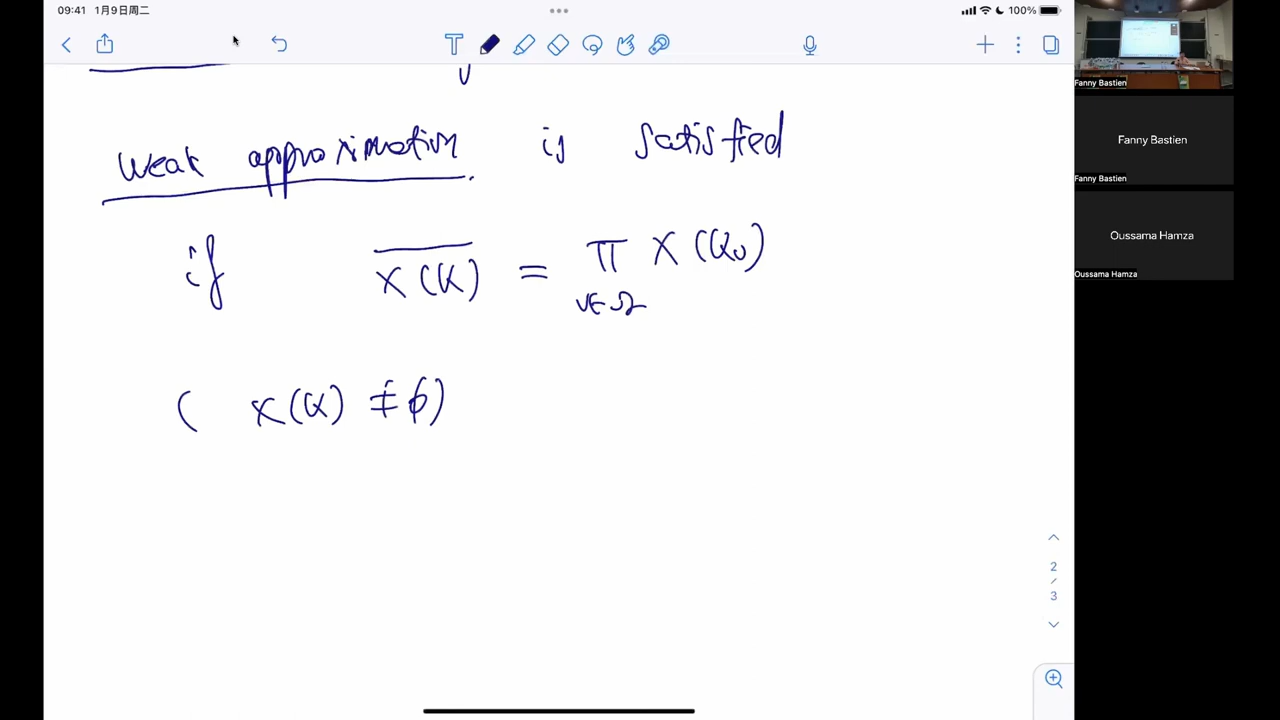 09:41 1月9日周二
100%
weak approximation is satisfied
if X(K) = π X(Qv)
v∈Ω
( X(Q) ≠ ϕ)
2
/
3
Fanny Bastien
Fanny Bastien
Fanny Bastien
Oussama Hamza
Oussama Hamza